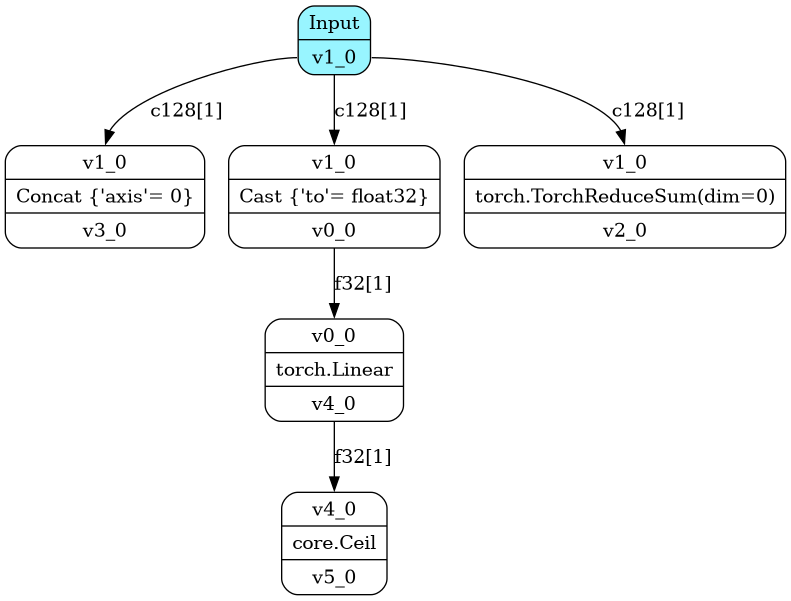 Input
v1_0
c128[1]
c128[1]
c128[1]
v1_0
Concat {'axis'= 0}
v3_0
v1_0
Cast {'to'= float32}
v0_0
v1_0
torch.TorchReduceSum(dim=0)
v2_0
f32[1]
v0_0
torch.Linear
v4_0
f32[1]
v4_0
core.Ceil
v5_0